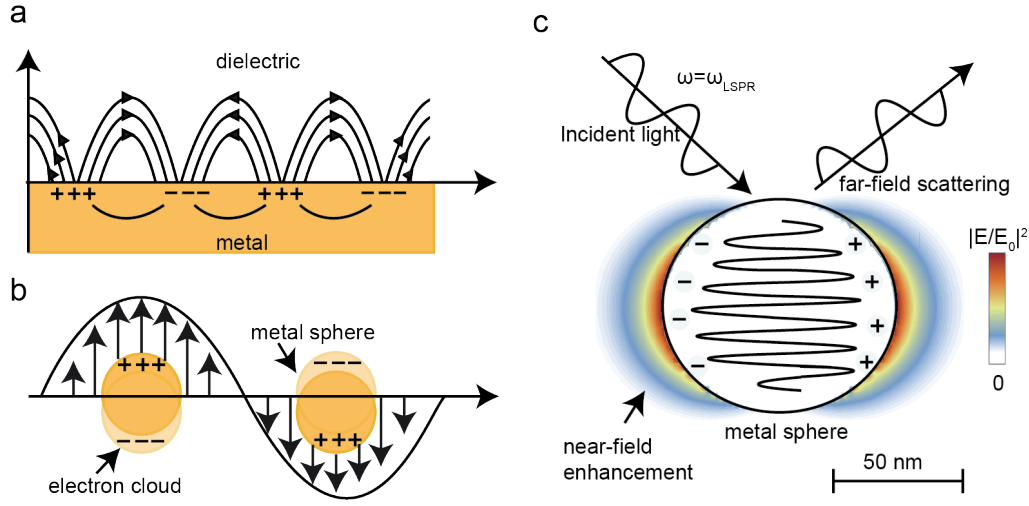 a
dielectric
+++ −−− +++ −−−
metal
b
metal sphere
+++ −−−−
−−− +++
electron cloud
c
ω=ω_LSPR
Incident light
far-field scattering
|E/E₀|²
− +
− +
− +
− +
0
metal sphere
near-field
enhancement
50 nm